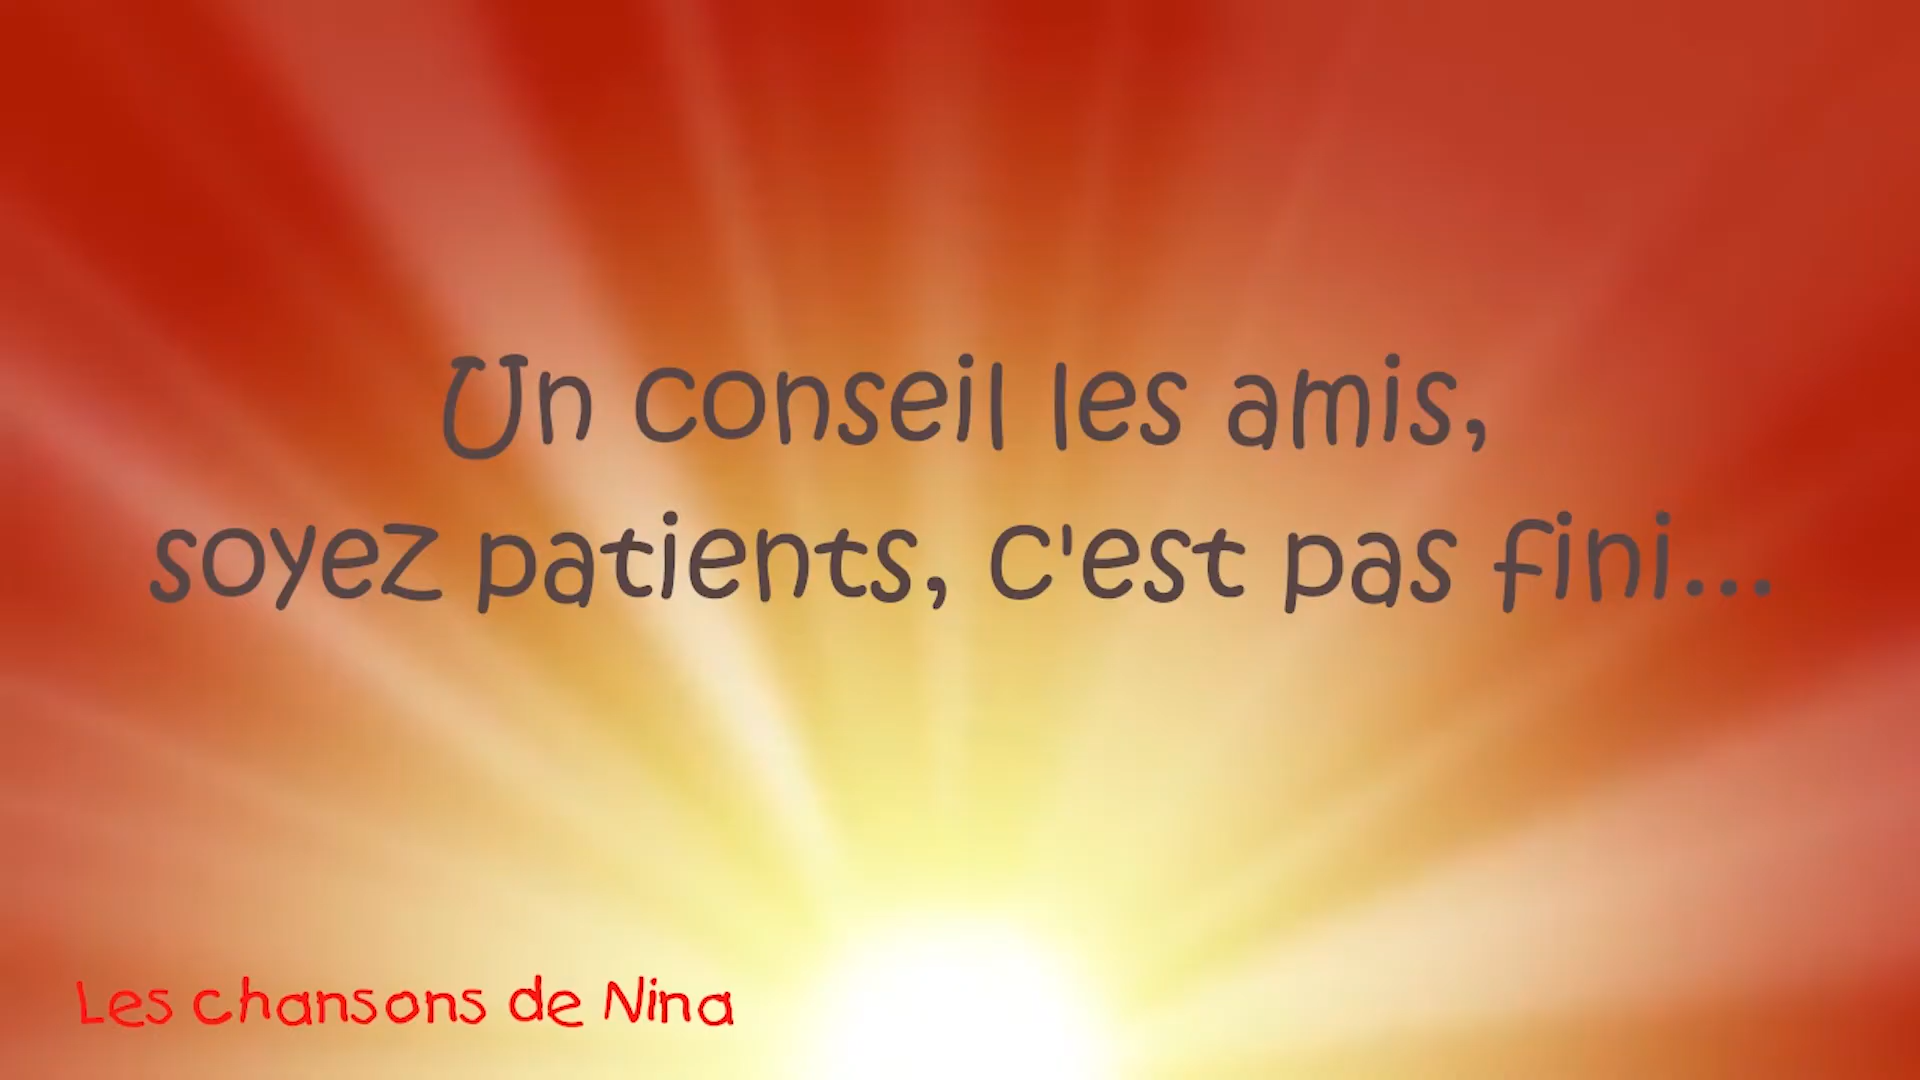 Un conseil les amis,
soyez patients, c'est pas fini...
Les chansons de Nina